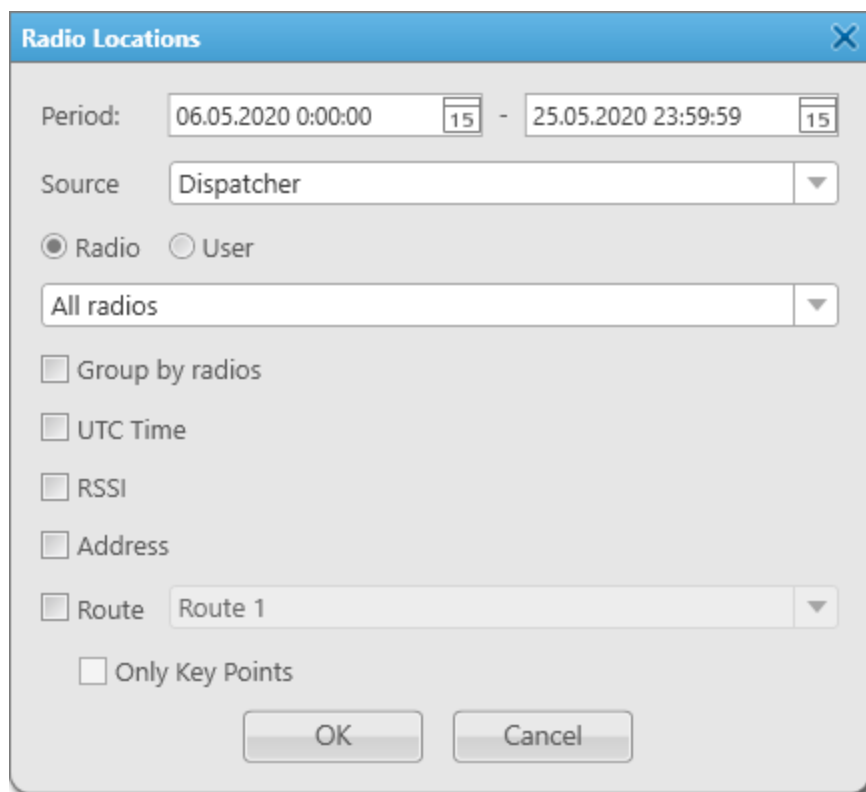 Radio Locations
Period: 06.05.2020 0:00:00 15 - 25.05.2020 23:59:59 15
Source Dispatcher
Radio User
All radios
Group by radios
UTC Time
RSSI
Address
Route Route 1
Only Key Points
OK Cancel